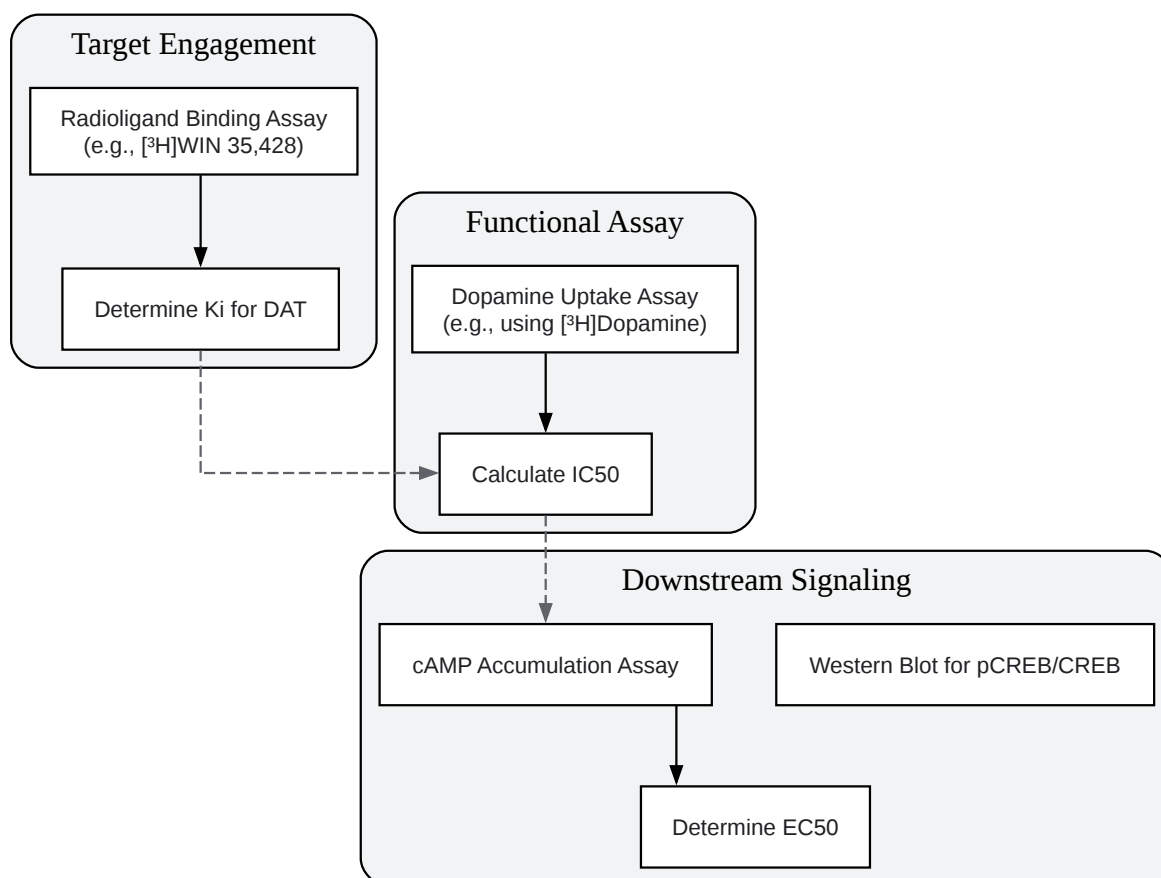 Target Engagement
Radioligand Binding Assay
(e.g., [³H]WIN 35,428)
Determine Ki for DAT
Functional Assay
Dopamine Uptake Assay
(e.g., using [³H]Dopamine)
Calculate IC50
Downstream Signaling
cAMP Accumulation Assay
Western Blot for pCREB/CREB
Determine EC50